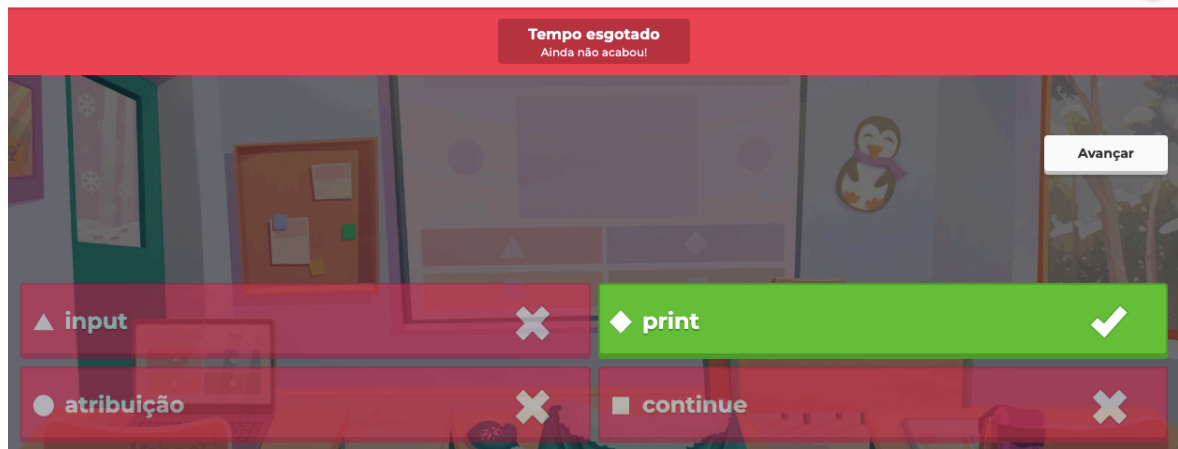 Tempo esgotado
Ainda não acabou!
Avançar
input
print
atribuição
continue